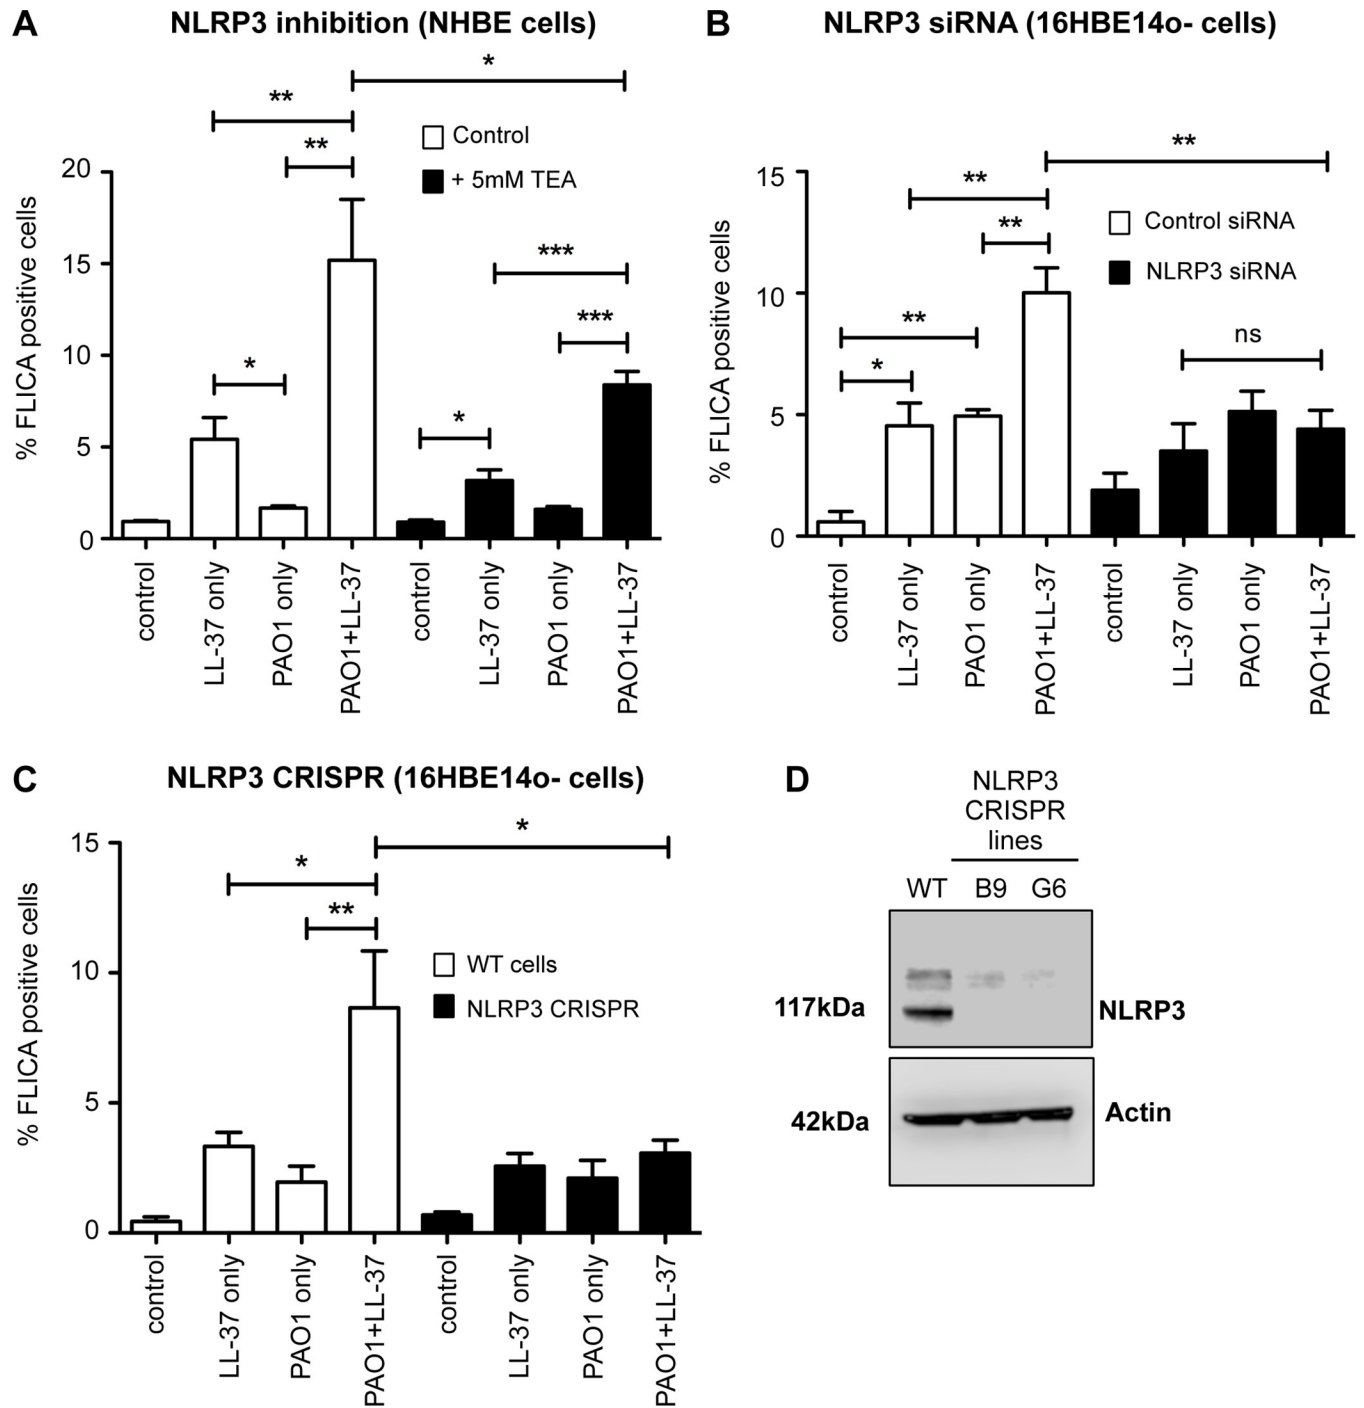 A
NLRP3 inhibition (NHBE cells)
*
**
**
Control
+ 5mM TEA
***
***
*
*
% FLICA positive cells
20
15
10
5
0
control
LL-37 only
PAO1 only
PAO1+LL-37
control
LL-37 only
PAO1 only
PAO1+LL-37
B
NLRP3 siRNA (16HBE14o- cells)
**
**
**
Control siRNA
NLRP3 siRNA
**
*
ns
% FLICA positive cells
15
10
5
0
control
LL-37 only
PAO1 only
PAO1+LL-37
control
LL-37 only
PAO1 only
PAO1+LL-37
C
NLRP3 CRISPR (16HBE14o- cells)
*
*
**
WT cells
NLRP3 CRISPR
% FLICA positive cells
15
10
5
0
control
LL-37 only
PAO1 only
PAO1+LL-37
control
LL-37 only
PAO1 only
PAO1+LL-37
D
NLRP3
CRISPR
lines
WT B9 G6
117kDa NLRP3
42kDa Actin